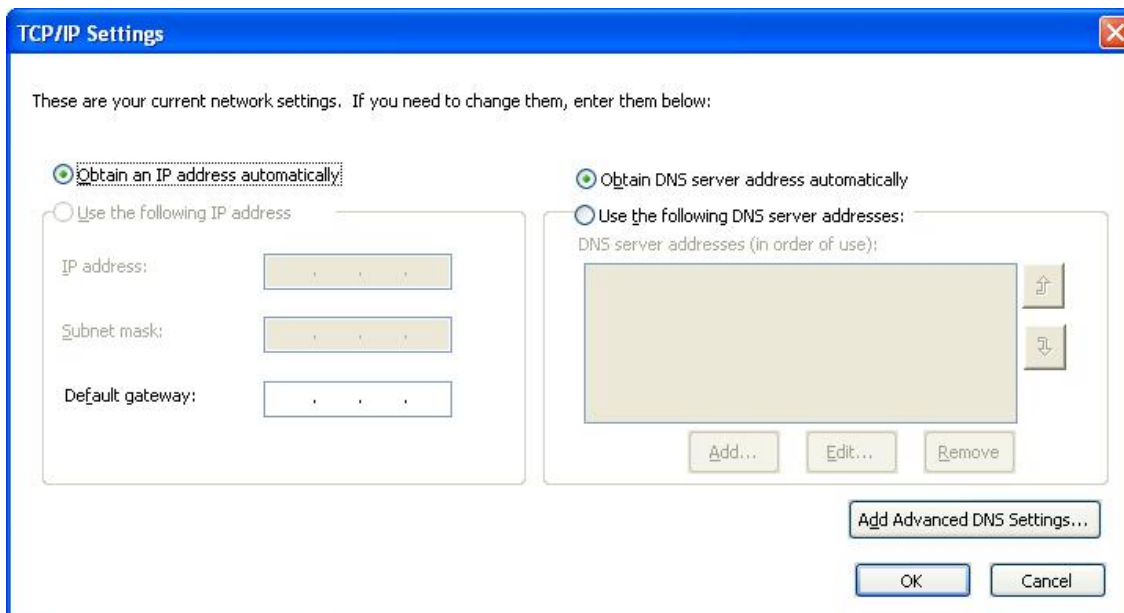 TCP/IP Settings
These are your current network settings. If you need to change them, enter them below:
Obtain an IP address automatically
Use the following IP address
IP address:
. . .
Subnet mask:
. . .
Default gateway:
. . .
Obtain DNS server address automatically
Use the following DNS server addresses:
DNS server addresses (in order of use):
Add... Edit... Remove
Add Advanced DNS Settings...
OK Cancel